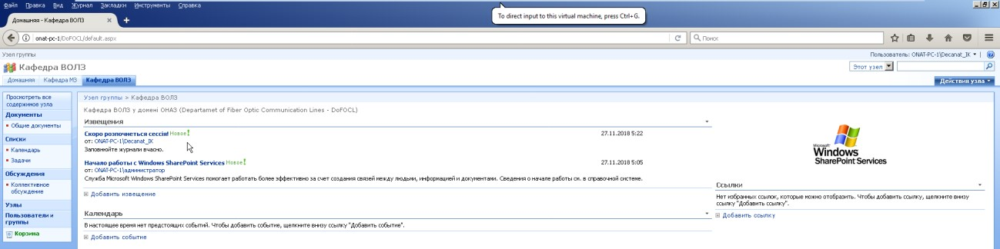 Файл Правка Вид Журнал Закладки Инструменты Справка
To direct input to this virtual machine, press Ctrl+G.
Домашняя - Кафедра ВОЛЗ
onat-pc-1/DoFOCL/default.aspx
Поиск
Узел группы
Пользователь: ONAT-PC-1\Decanat_IK
Кафедра ВОЛЗ
Этот узел
Домашняя Кафедра МЗ Кафедра ВОЛЗ
Действия узла
Просмотреть все содержимое узла
Документы
Общие документы
Списки
Календарь
Задачи
Обсуждения
Коллективное обсуждение
Узлы
Пользователи и группы
Корзина
Узел группы > Кафедра ВОЛЗ
Кафедра ВОЛЗ у домені ОНАЗ (Departamet of Fiber Optic Communication Lines - DoFOCL)
Извещения
Скоро розпочнеться сессія! Новое!
27.11.2018 5:22
от: ONAT-PC-1\Decanat_IK
Заповнюйте журнали вчасно.
Начало работы с Windows SharePoint Services Новое!
27.11.2018 5:05
от: ONAT-PC-1\администратор
Служба Microsoft Windows SharePoint Services помогает работать более эффективно за счет создания связей между людьми, информацией и документами. Сведения о начале работы см. в справочной системе.
Добавить извещение
Календарь
В настоящее время нет предстоящих событий. Чтобы добавить событие, щелкните внизу ссылку "Добавить событие".
Добавить событие
Microsoft
Windows
SharePoint Services
Ссылки
Нет избранных ссылок, которые можно отобразить. Чтобы добавить ссылку, щелкните внизу
ссылку "Добавить ссылку".
Добавить ссылку